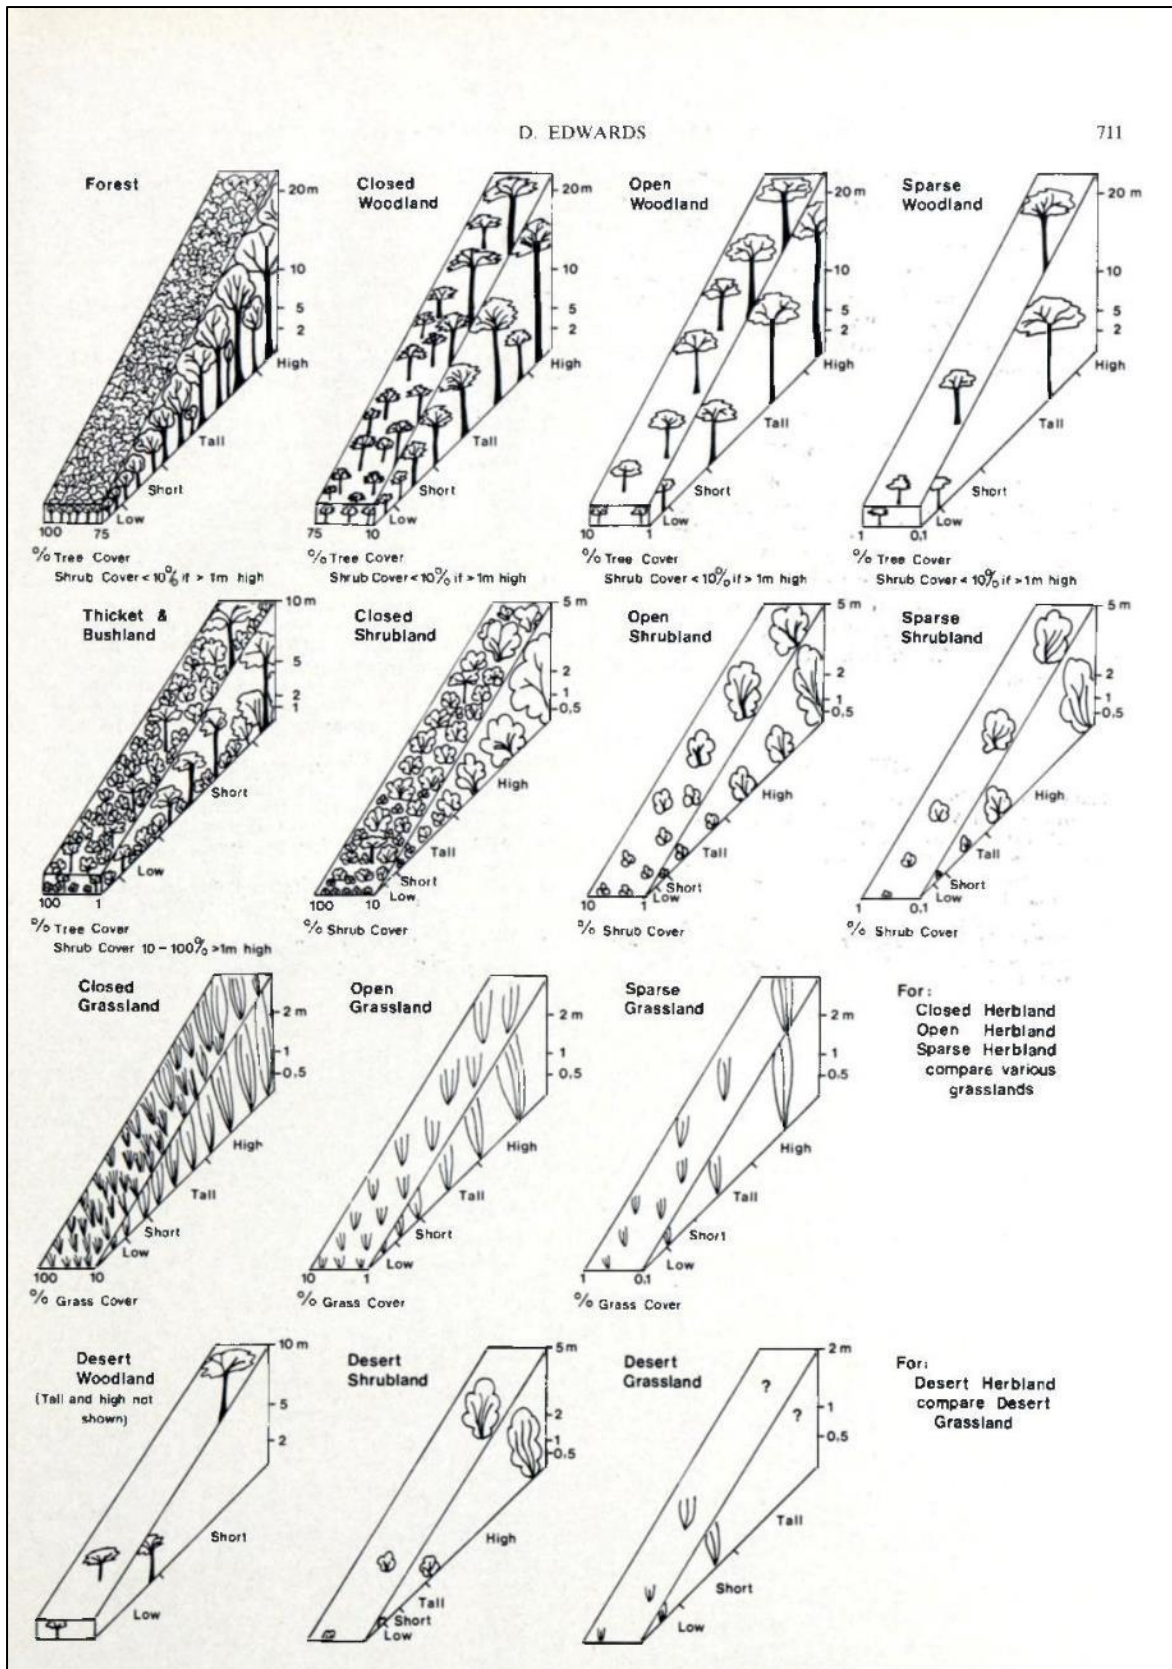 D. EDWARDS
711
Forest
20 m
10
5
2
High
Tall
Short
Low
100 75
% Tree Cover
Shrub Cover < 10% if > 1m high
Closed
Woodland
20 m
10
5
2
High
Tall
Short
Low
75 10
% Tree Cover
Shrub Cover < 10% if > 1m high
Open
Woodland
20 m
10
5
2
High
Tall
Short
Low
10 1
% Tree Cover
Shrub Cover < 10% if > 1m high
Sparse
Woodland
20 m
10
5
2
High
Tall
Short
Low
1 0.1
% Tree Cover
Shrub Cover < 10% if > 1m high
Thicket &
Bushland
10 m
5
2
1
Short
Low
100 1
% Tree Cover
Shrub Cover 10 – 100% >1m high
Closed
Shrubland
5 m
2
1
0,5
High
Tall
Short
Low
100 10
% Shrub Cover
Open
Shrubland
5 m
2
1
0,5
High
Tall
Short
Low
10 1
% Shrub Cover
Sparse
Shrubland
5 m
2
1
0,5
High
Tall
Short
Low
1 0.1
% Shrub Cover
Closed
Grassland
2 m
1
0,5
High
Tall
Short
Low
100 10
% Grass Cover
Open
Grassland
2 m
1
0,5
High
Tall
Short
Low
10 1
% Grass Cover
Sparse
Grassland
2 m
1
0,5
High
Tall
Short
Low
1 0.1
% Grass Cover
For:
Closed Herbland
Open Herbland
Sparse Herbland
compare various
grasslands
Desert
Woodland
(Tall and high not
shown)
10 m
5
2
Short
Low
Desert
Shrubland
5 m
2
1
0,5
High
Tall
Short
Low
Desert
Grassland
2 m
?
?
1
0,5
Tall
Short
Low
For:
Desert Herbland
compare Desert
Grassland